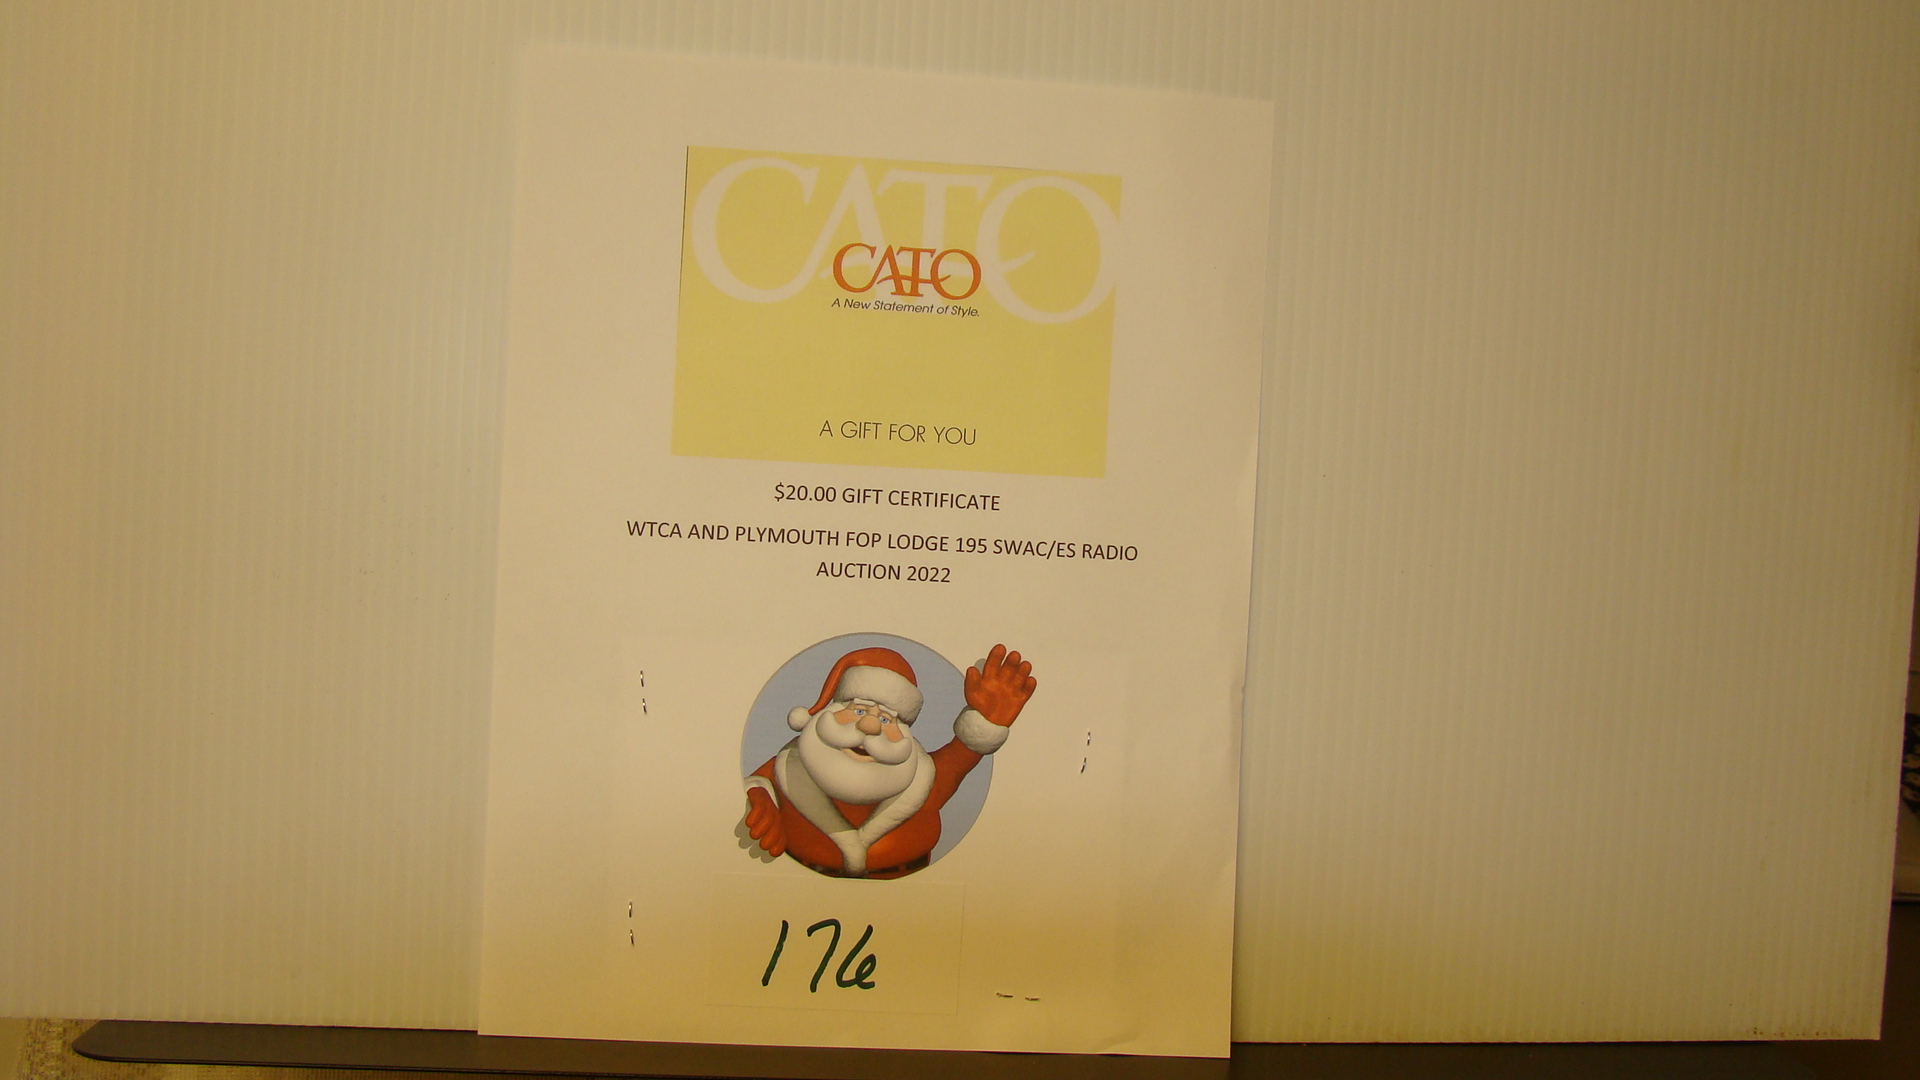 CATO
CATO
A New Statement of Style.
A GIFT FOR YOU
$20.00 GIFT CERTIFICATE
WTCA AND PLYMOUTH FOP LODGE 195 SWAC/ES RADIO
AUCTION 2022
176